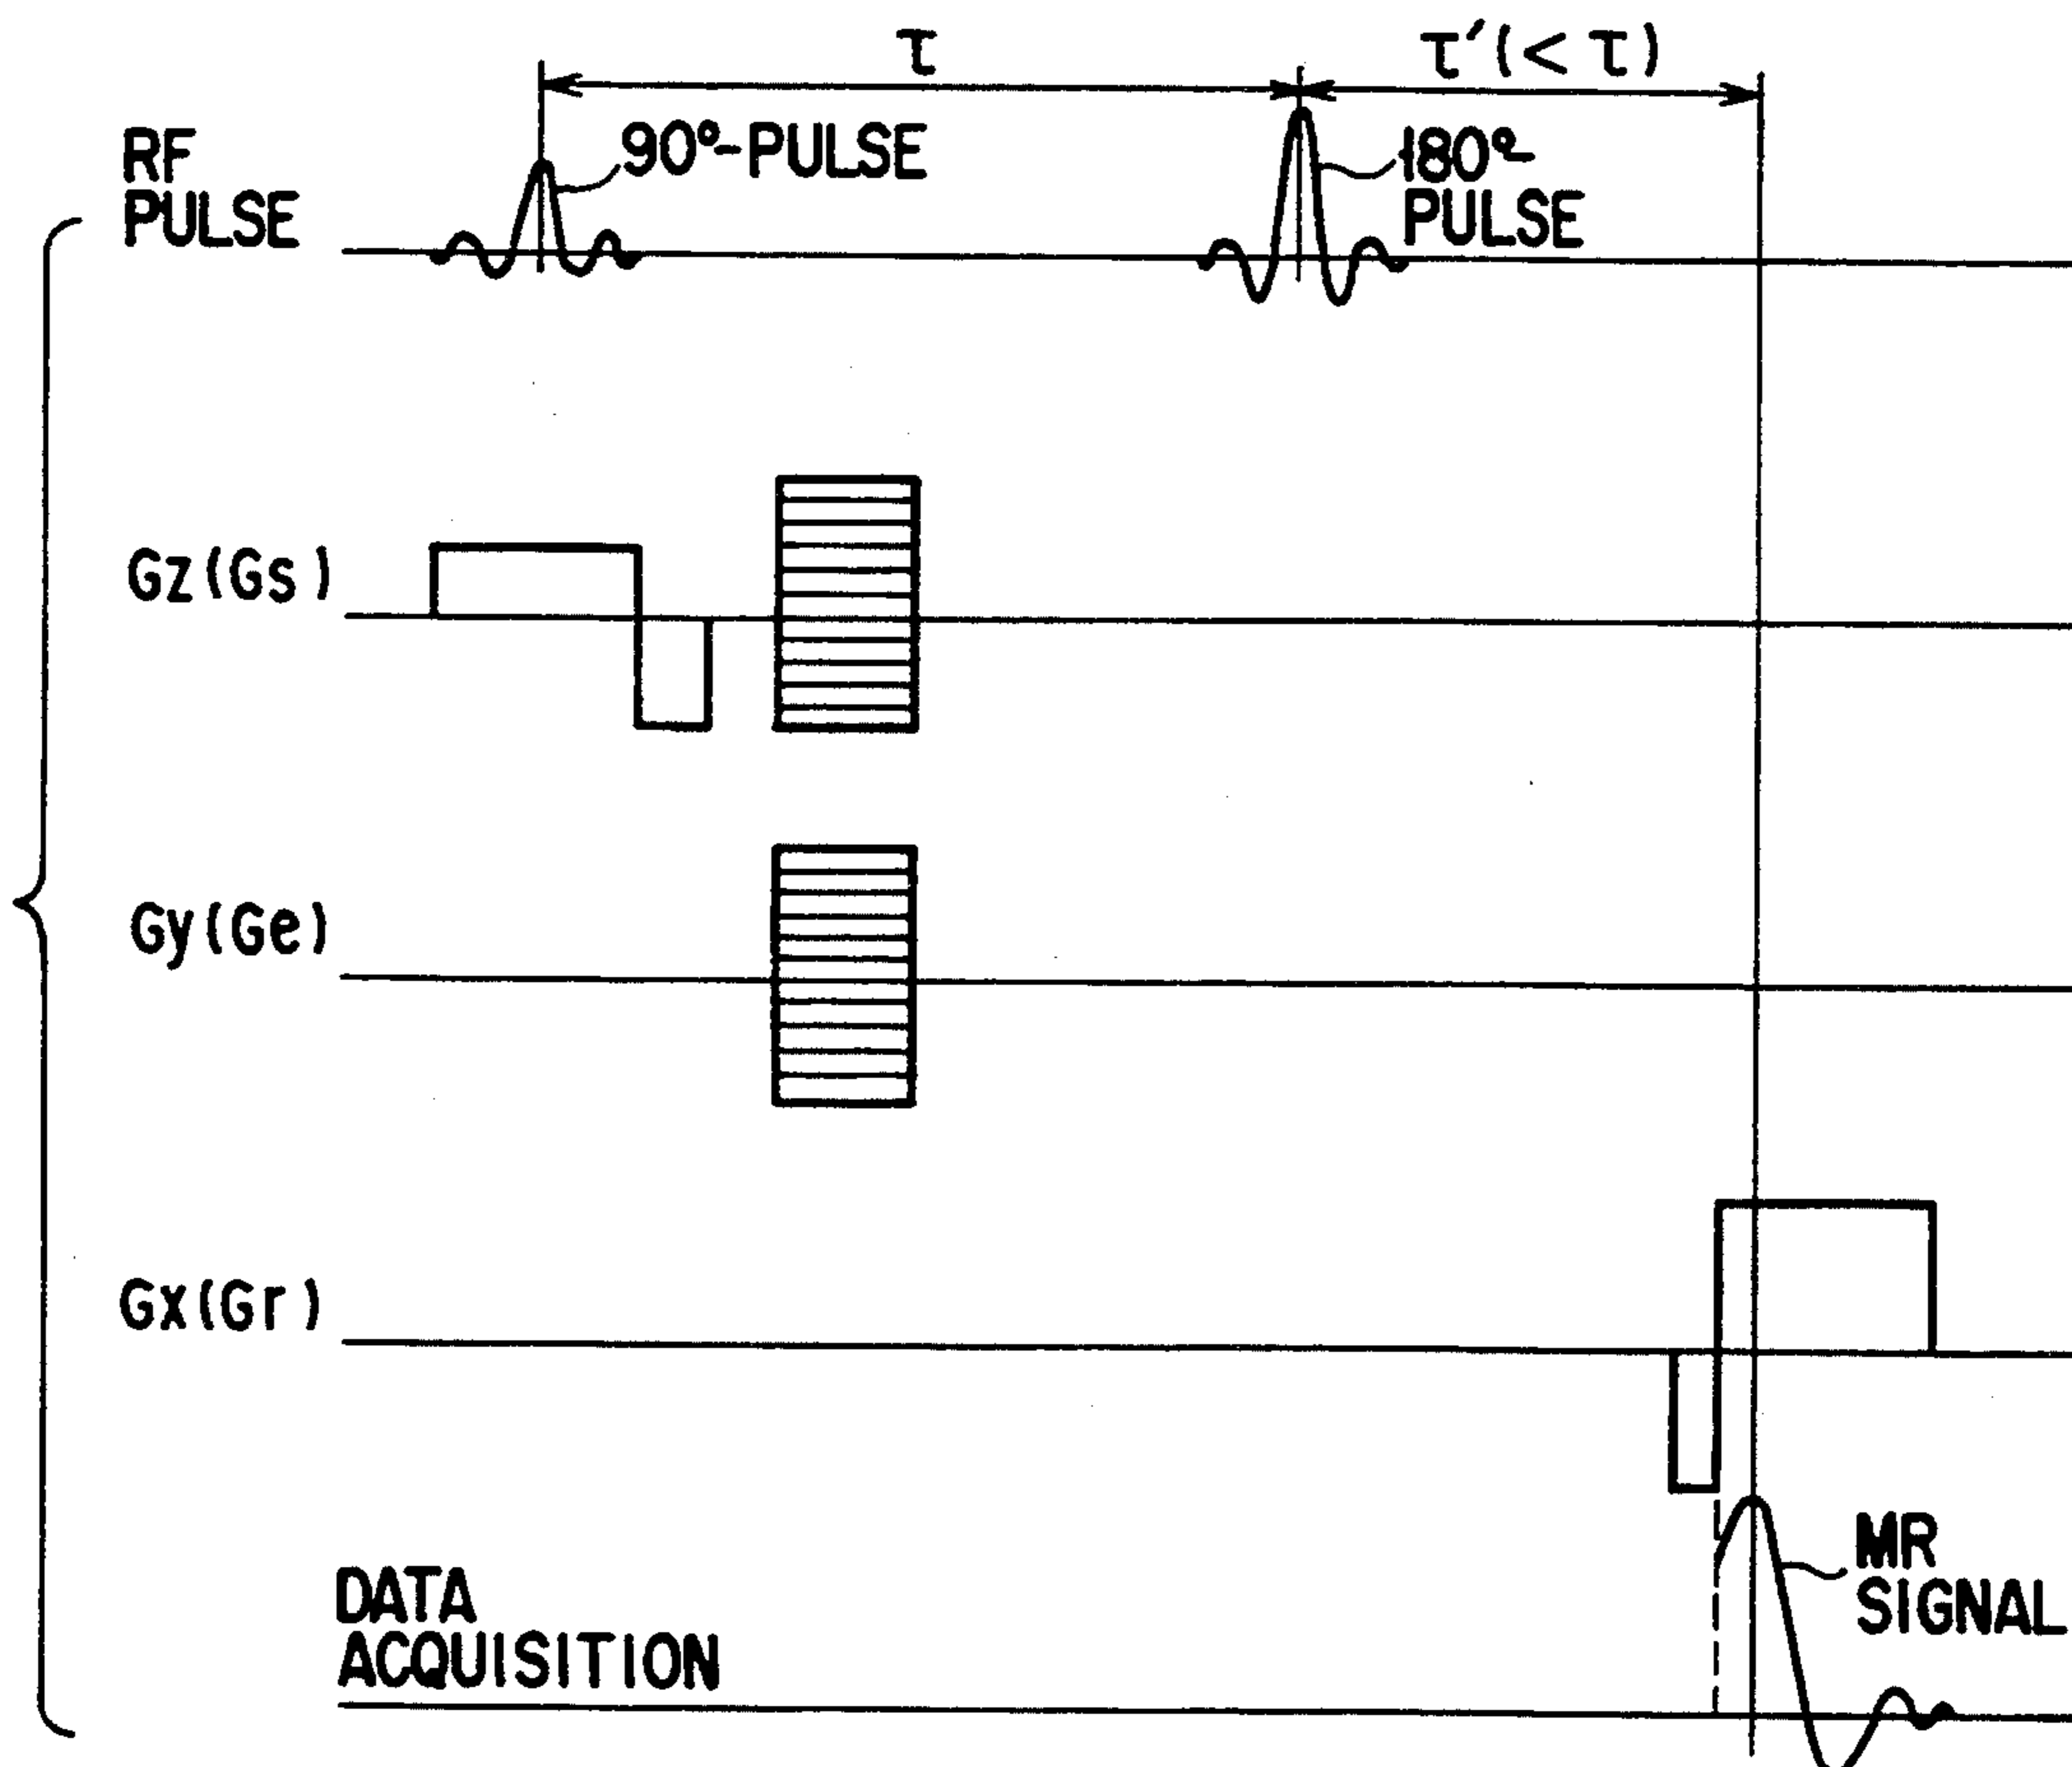 τ
τ′(< τ)
RF
PULSE
90°-PULSE
180°-
PULSE
Gz(Gs)
Gy(Ge)
Gx(Gr)
MR
SIGNAL
DATA
ACQUISITION